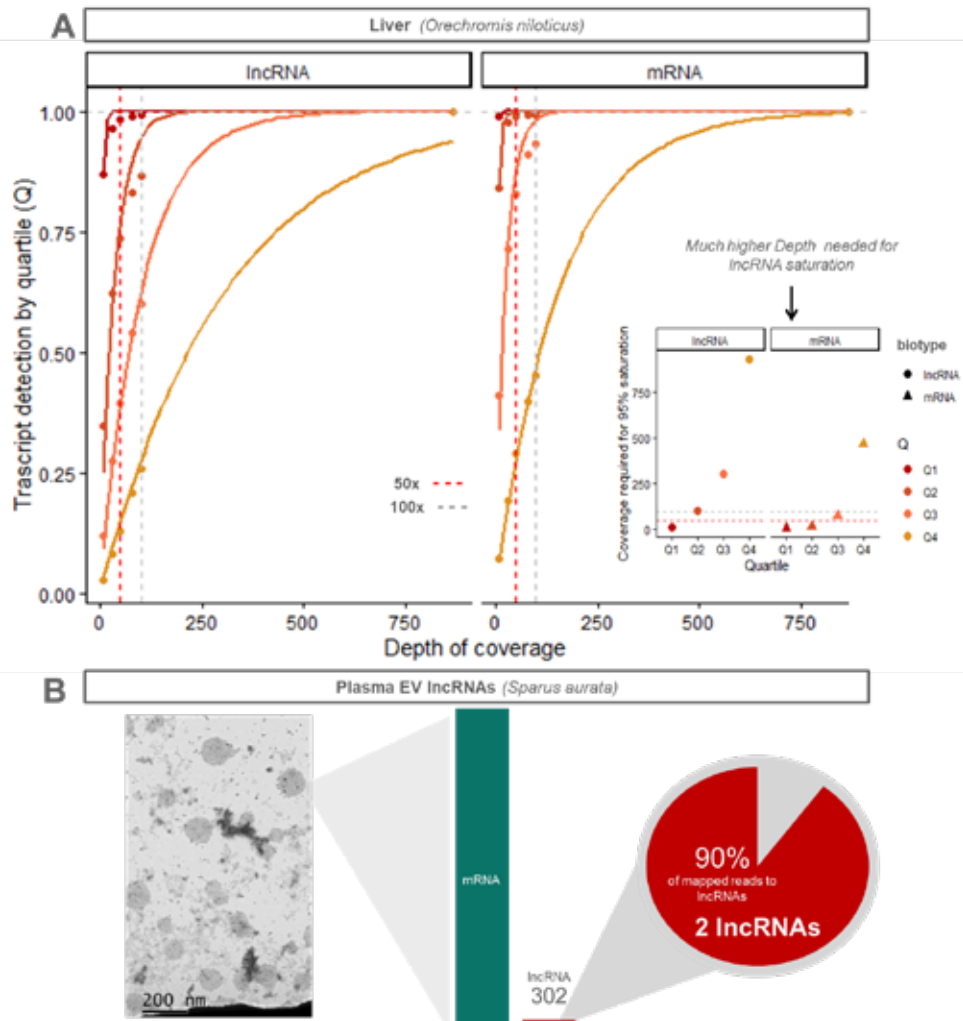 A
Liver (Orechromis niloticus)
lncRNA
mRNA
Trascript detection by quartile (Q)
1.00
0.75
0.50
0.25
0.00
0
250
500
750
0
250
500
750
Depth of coverage
50x
100x
Much higher Depth needed for
lncRNA saturation
lncRNA
mRNA
Coverage required for 95% saturation
750
500
250
0
Q1
Q2
Q3
Q4
Q1
Q2
Q3
Q4
Quartile
biotype
lncRNA
mRNA
Q
Q1
Q2
Q3
Q4
B
Plasma EV lncRNAs (Sparus aurata)
200 nm
mRNA
lncRNA
302
90%
of mapped reads to
lncRNAs
2 lncRNAs